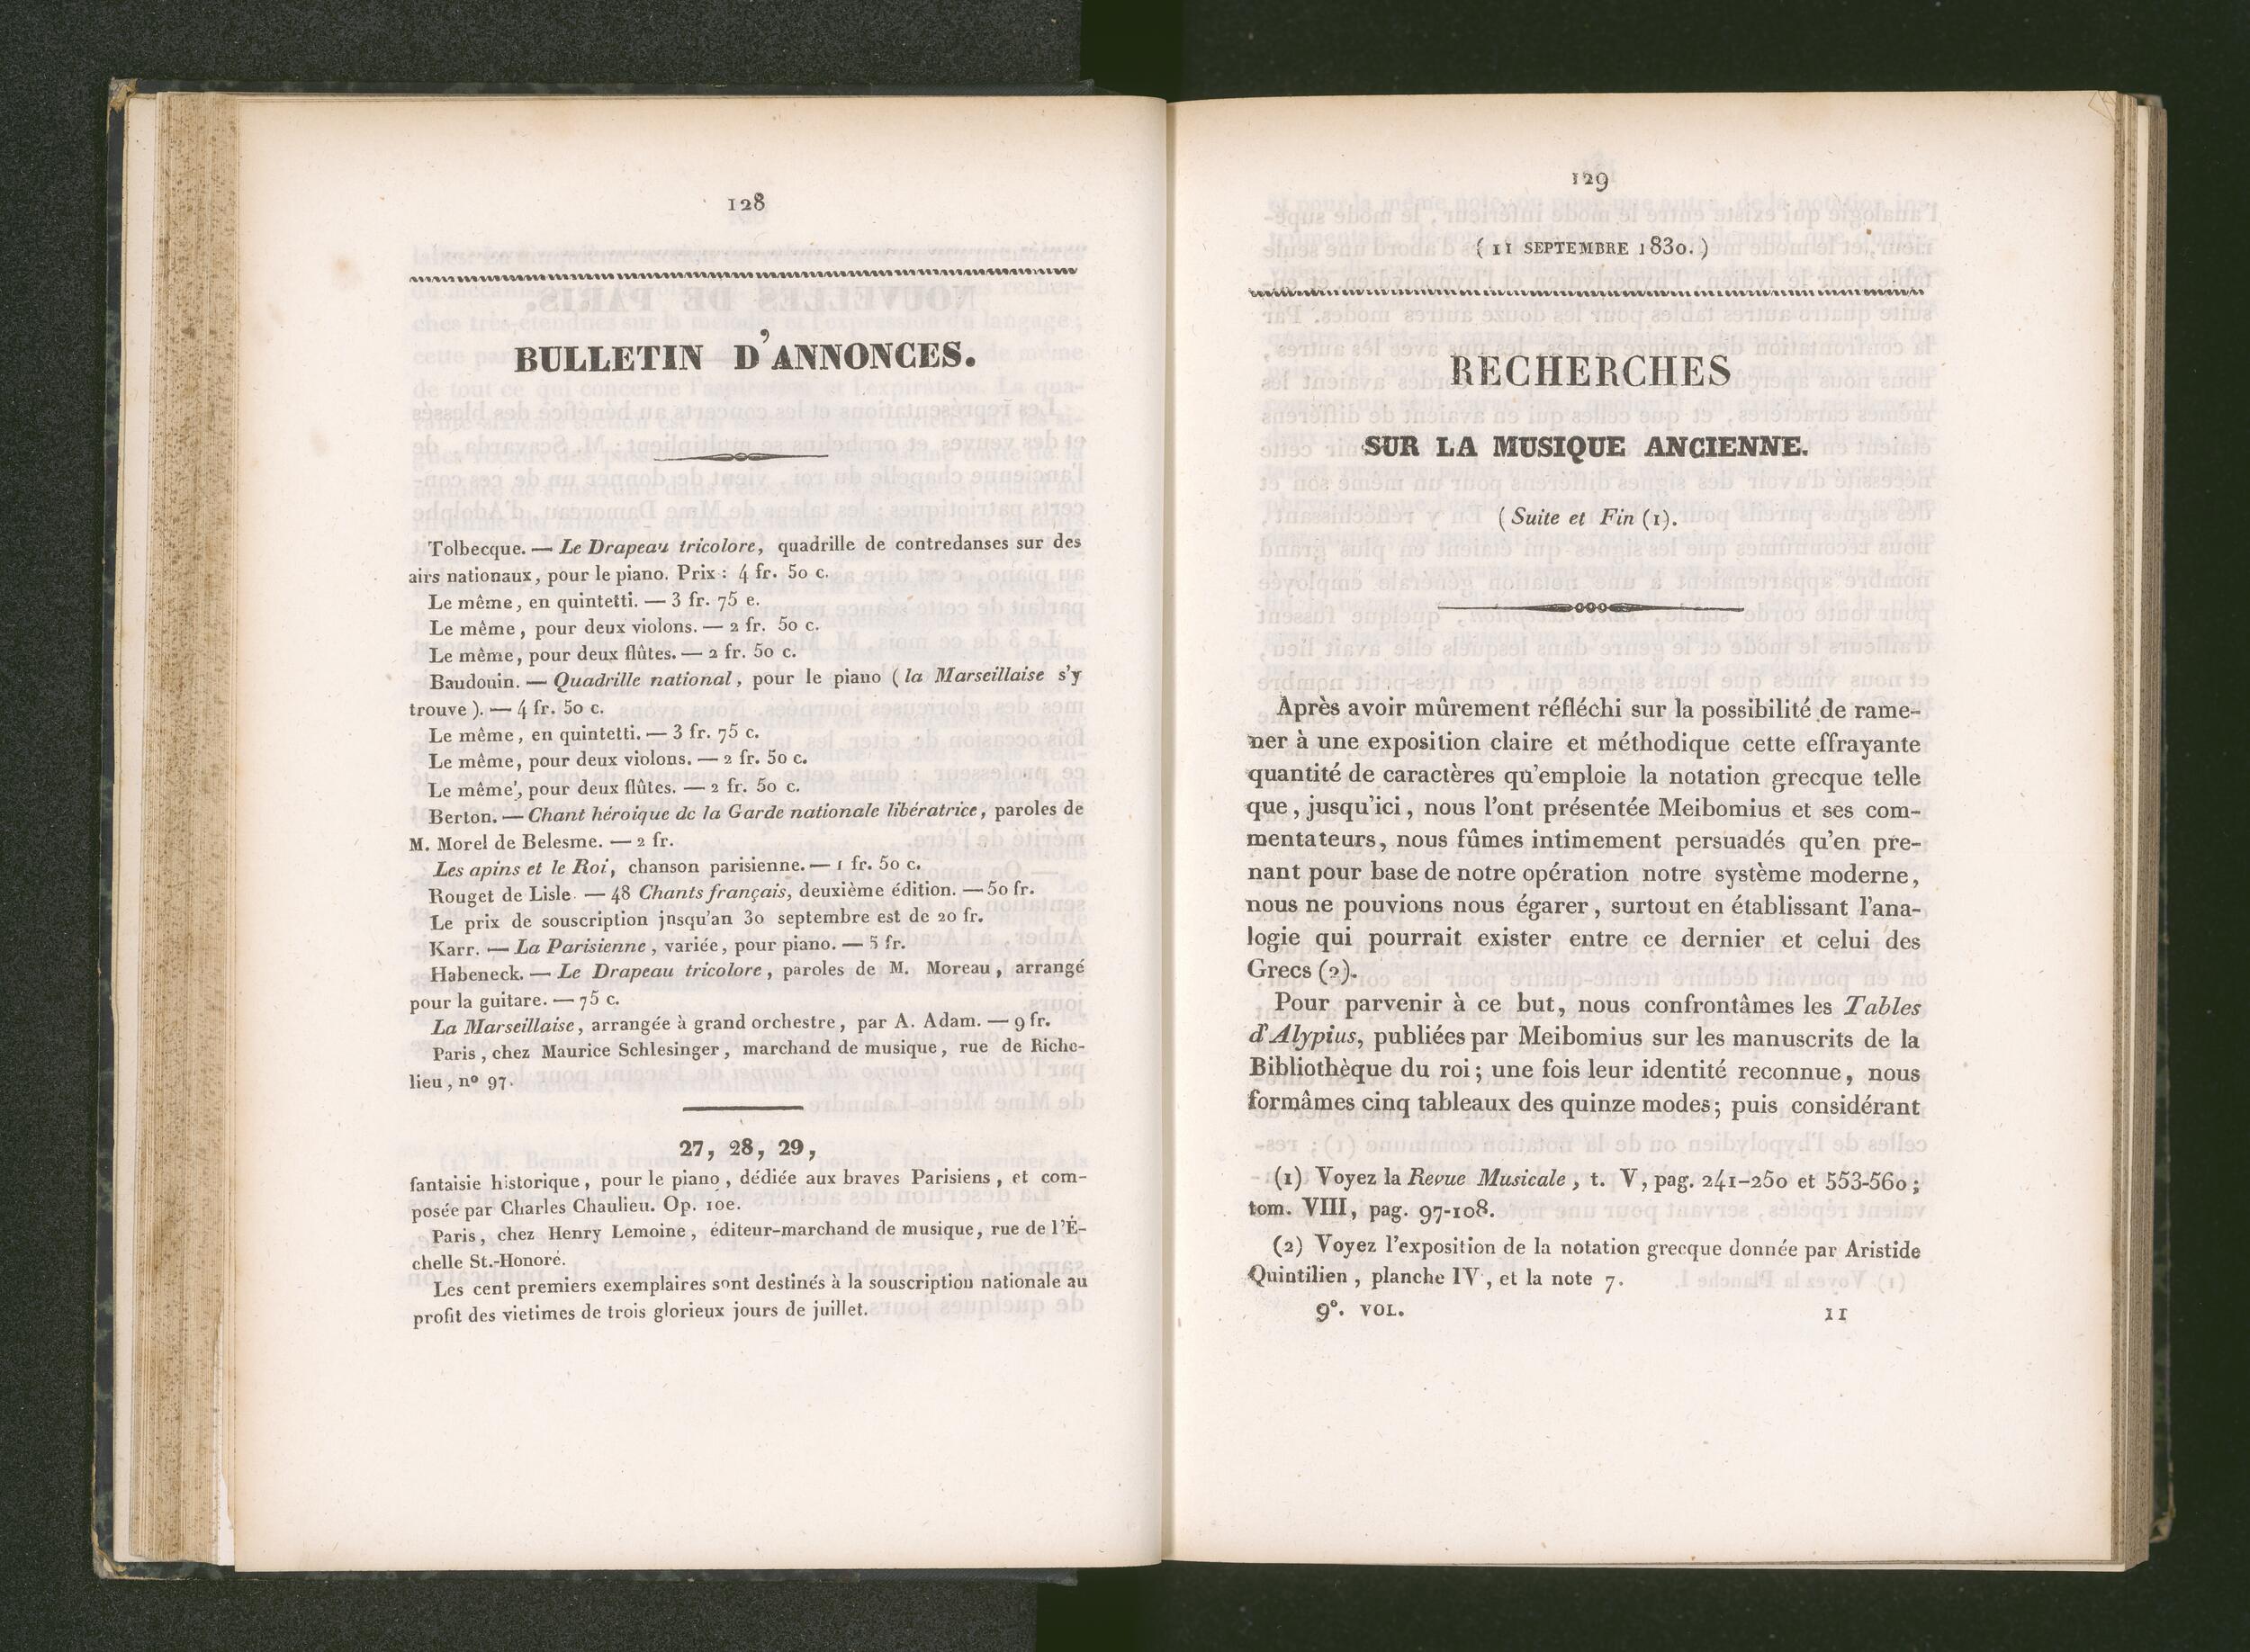 128
BULLETIN D'ANNONCES.
Tolbecque. — Le Drapeau tricolore, quadrille de contredanses sur des
airs nationaux, pour le piano. Prix : 4 fr. 50 c.
Le même, en quintetti. — 3 fr. 75 e.
Le même, pour deux violons. — 2 fr. 50 c.
Le même, pour deux flûtes. — 2 fr. 50 c.
Baudouin. — Quadrille national, pour le piano ( la Marseillaise s'y
trouve ). — 4 fr. 50 c.
Le même, en quintetti. — 3 fr. 75 c.
Le même, pour deux violons. — 2 fr. 50 c.
Le même', pour deux flûtes. — 2 fr. 50 c.
Berton. — Chant héroique de la Garde nationale libératrice, paroles de
M. Morel de Belesme. — 2 fr.
Les apins et le Roi, chanson parisienne. — 1 fr. 50 c.
Rouget de Lisle. — 48 Chants français, deuxième édition. — 50 fr.
Le prix de souscription jnsqu'an 30 septembre est de 20 fr.
Karr. — La Parisienne, variée, pour piano. — 5 fr.
Habeneck. — Le Drapeau tricolore, paroles de M. Moreau, arrangé
pour la guitare. — 75 c.
La Marseillaise, arrangée à grand orchestre, par A. Adam. — 9 fr.
Paris, chez Maurice Schlesinger, marchand de musique, rue de Riche-
lieu, nº 97.
27, 28, 29,
fantaisie historique, pour le piano, dédiée aux braves Parisiens, et com-
posée par Charles Chaulieu. Op. 10e.
Paris, chez Henry Lemoine, éditeur-marchand de musique, rue de l'É-
chelle St.-Honoré.
Les cent premiers exemplaires sont destinés à la souscription nationale au
profit des vietimes de trois glorieux jours de juillet.
129
( 11 SEPTEMBRE 1830. )
RECHERCHES
SUR LA MUSIQUE ANCIENNE.
( Suite et Fin (1).
Après avoir mûrement réfléchi sur la possibilité de rame-
ner à une exposition claire et méthodique cette effrayante
quantité de caractères qu'emploie la notation grecque telle
que, jusqu'ici, nous l'ont présentée Meibomius et ses com-
mentateurs, nous fûmes intimement persuadés qu'en pre-
nant pour base de notre opération notre système moderne,
nous ne pouvions nous égarer, surtout en établissant l'ana-
logie qui pourrait exister entre ce dernier et celui des
Grecs (2).
Pour parvenir à ce but, nous confrontâmes les Tables
d'Alypius, publiées par Meibomius sur les manuscrits de la
Bibliothèque du roi ; une fois leur identité reconnue, nous
formâmes cinq tableaux des quinze modes ; puis considérant
(1) Voyez la Revue Musicale, t. V, pag. 241-250 et 553-560 ;
tom. VIII, pag. 97-108.
(2) Voyez l'exposition de la notation grecque donnée par Aristide
Quintilien, planche IV, et la note 7.
9e. VOL. 11